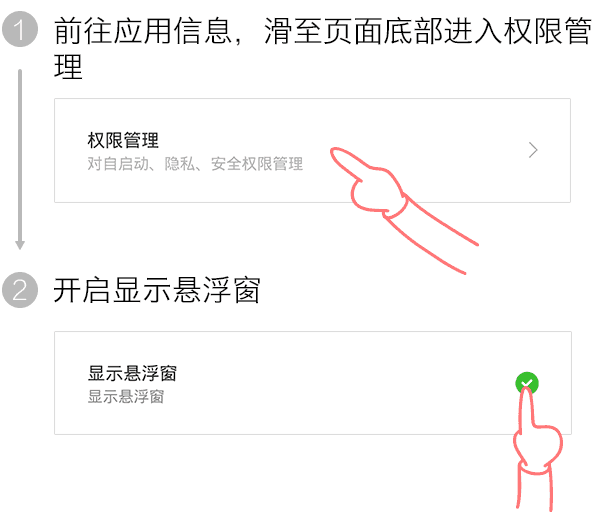 1 前往应用信息，滑至页面底部进入权限管
理
权限管理
对自启动、隐私、安全权限管理
2 开启显示悬浮窗
显示悬浮窗
显示悬浮窗